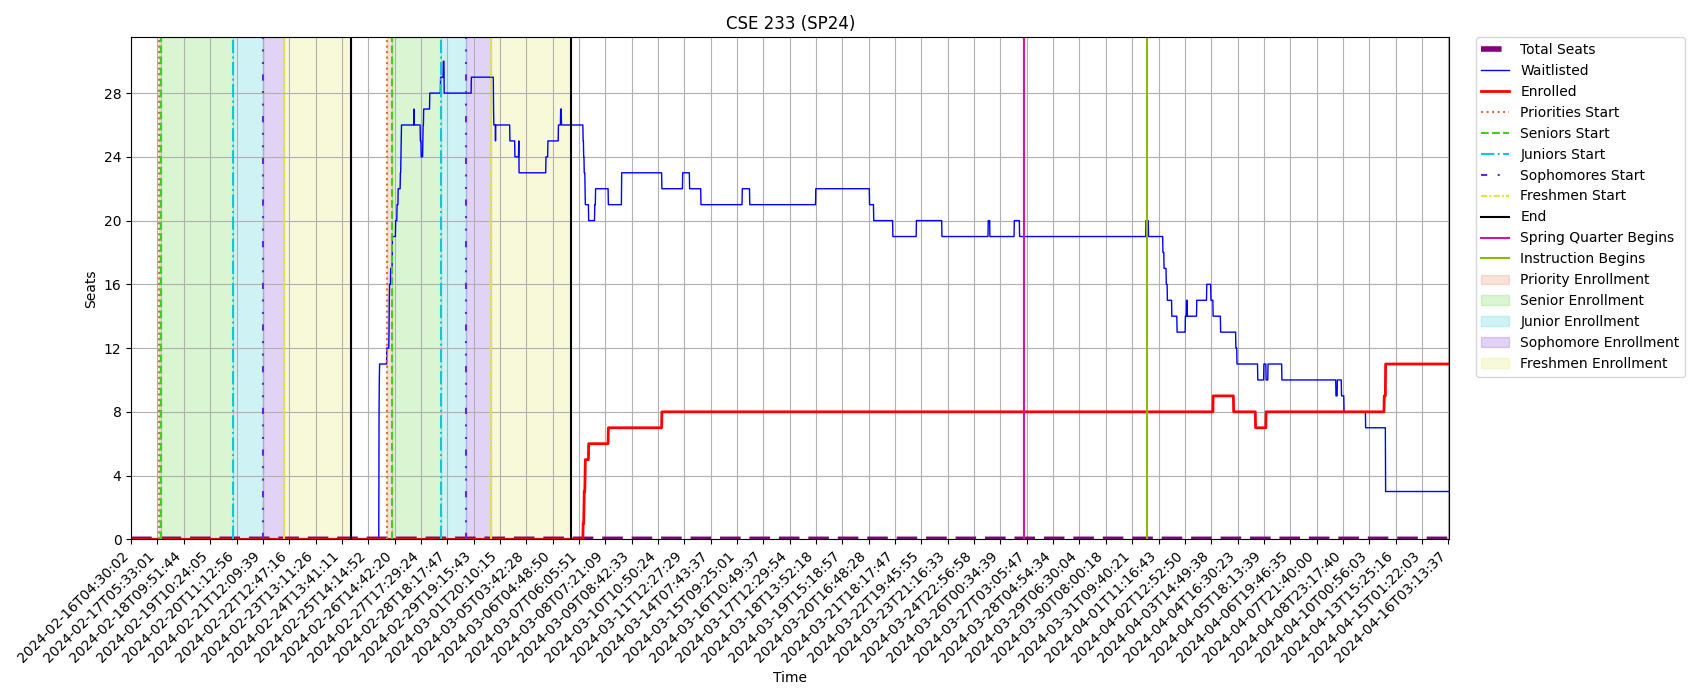 CSE 233 (SP24)
Seats
28
24
20
16
12
8
4
0
2024-02-16T04:30:02
2024-02-17T05:33:01
2024-02-18T09:51:44
2024-02-19T10:24:05
2024-02-20T11:12:56
2024-02-21T12:09:39
2024-02-22T12:47:16
2024-02-23T13:11:26
2024-02-24T13:41:11
2024-02-25T14:14:52
2024-02-26T14:42:20
2024-02-27T17:29:24
2024-02-28T18:17:47
2024-02-29T19:15:43
2024-03-01T20:10:15
2024-03-05T03:42:28
2024-03-06T04:48:50
2024-03-07T06:05:51
2024-03-08T07:21:09
2024-03-09T08:42:33
2024-03-10T10:50:24
2024-03-11T12:27:29
2024-03-14T07:43:37
2024-03-15T09:25:01
2024-03-16T10:49:37
2024-03-17T12:29:54
2024-03-18T13:52:18
2024-03-19T15:18:57
2024-03-20T16:48:28
2024-03-21T18:17:47
2024-03-22T19:45:55
2024-03-23T21:16:33
2024-03-24T22:56:58
2024-03-26T00:34:39
2024-03-27T03:05:47
2024-03-28T04:54:34
2024-03-29T06:30:04
2024-03-30T08:00:18
2024-03-31T09:40:21
2024-04-01T11:16:43
2024-04-02T12:52:50
2024-04-03T14:49:38
2024-04-04T16:30:23
2024-04-05T18:13:39
2024-04-06T19:46:35
2024-04-07T21:40:00
2024-04-08T23:17:40
2024-04-10T00:56:03
2024-04-13T15:25:16
2024-04-15T01:22:03
2024-04-16T03:13:37
Time
Total Seats
Waitlisted
Enrolled
Priorities Start
Seniors Start
Juniors Start
Sophomores Start
Freshmen Start
End
Spring Quarter Begins
Instruction Begins
Priority Enrollment
Senior Enrollment
Junior Enrollment
Sophomore Enrollment
Freshmen Enrollment